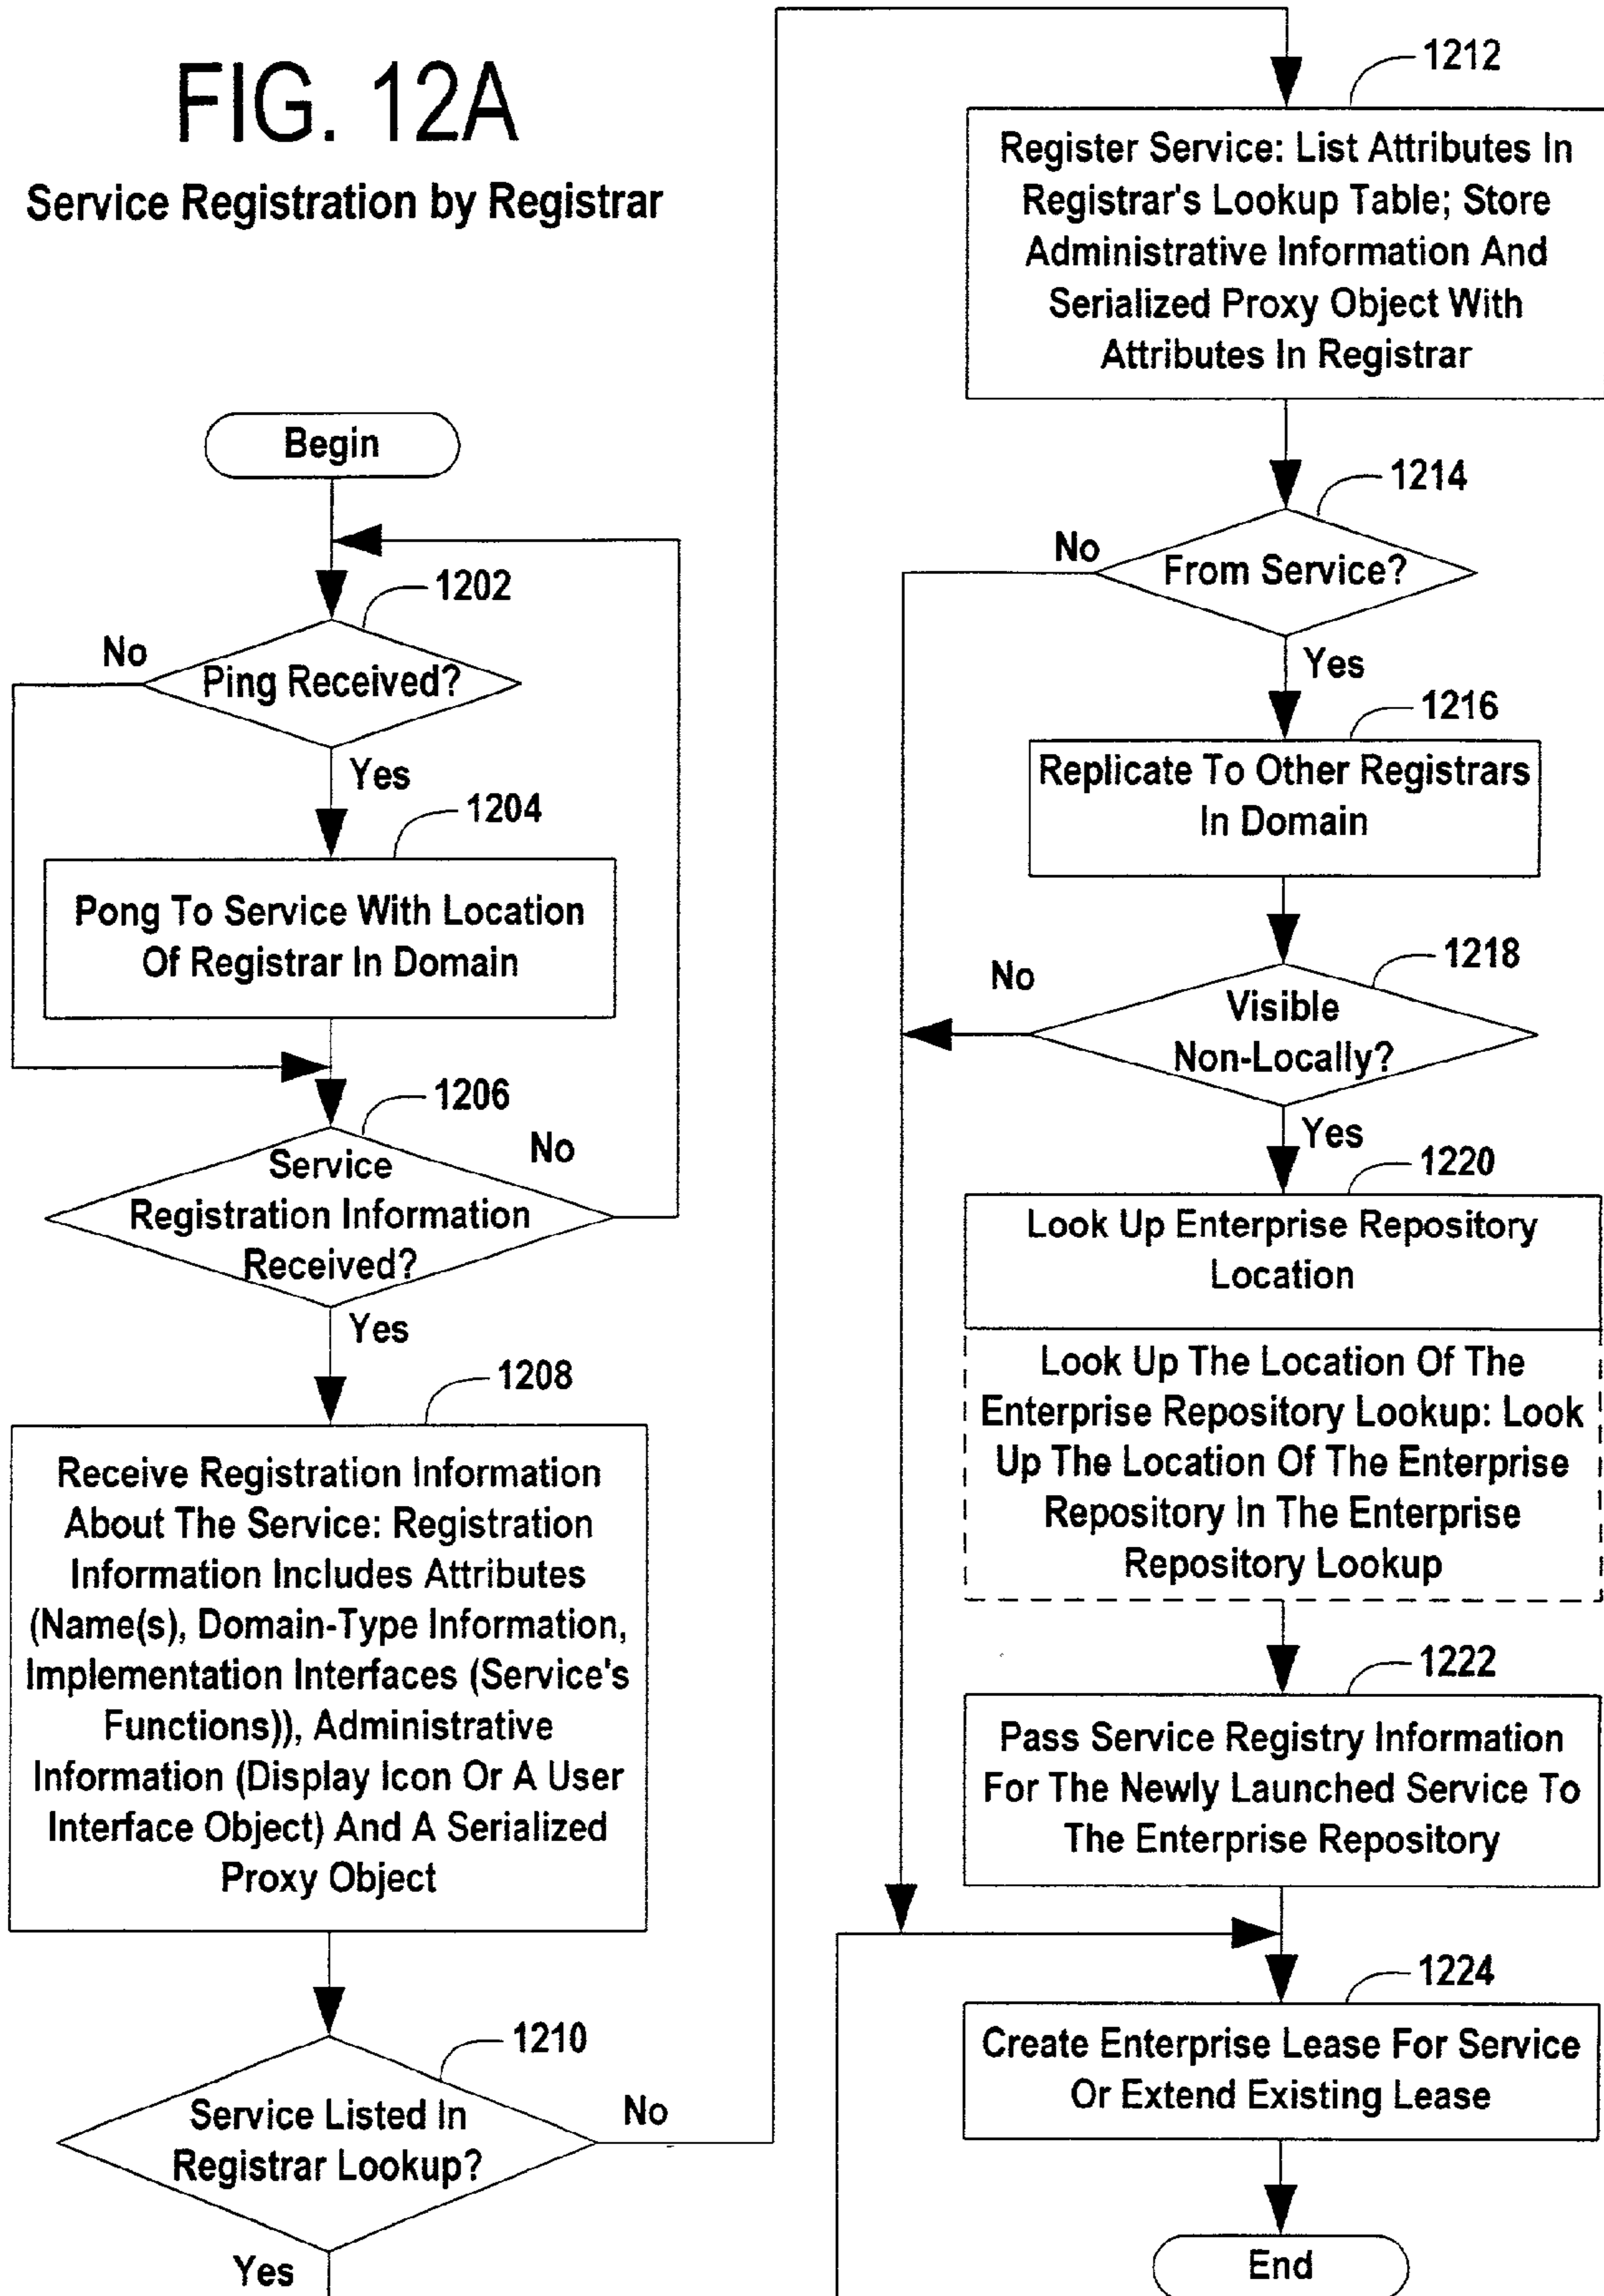 FIG. 12A
Service Registration by Registrar
Begin
1202
No
Ping Received?
Yes
1204
Pong To Service With Location
Of Registrar In Domain
1206
No
Service
Registration Information
Received?
Yes
1208
Receive Registration Information
About The Service: Registration
Information Includes Attributes
(Name(s), Domain-Type Information,
Implementation Interfaces (Service's
Functions)), Administrative
Information (Display Icon Or A User
Interface Object) And A Serialized
Proxy Object
1210
Service Listed In
Registrar Lookup?
No
Yes
1212
Register Service: List Attributes In
Registrar's Lookup Table; Store
Administrative Information And
Serialized Proxy Object With
Attributes In Registrar
1214
No
From Service?
Yes
1216
Replicate To Other Registrars
In Domain
1218
No
Visible
Non-Locally?
Yes
1220
Look Up Enterprise Repository
Location
Look Up The Location Of The
Enterprise Repository Lookup: Look
Up The Location Of The Enterprise
Repository In The Enterprise
Repository Lookup
1222
Pass Service Registry Information
For The Newly Launched Service To
The Enterprise Repository
1224
Create Enterprise Lease For Service
Or Extend Existing Lease
End